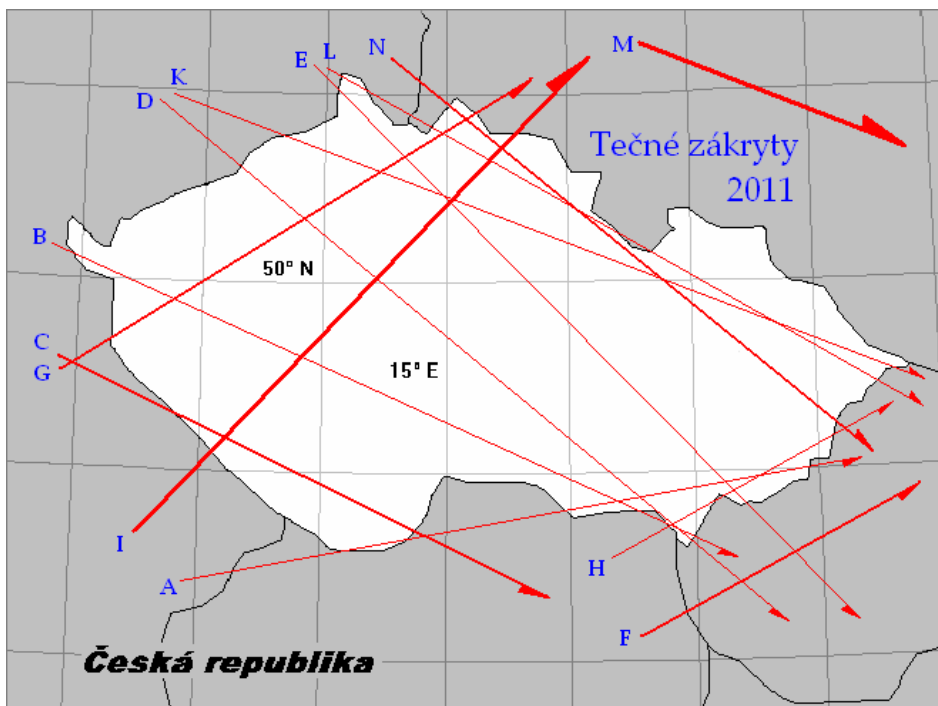 M
N
L
E
K
D
Tečné zákryty
2011
B
50° N
C
G
15° E
I
A
H
F
Česká republika